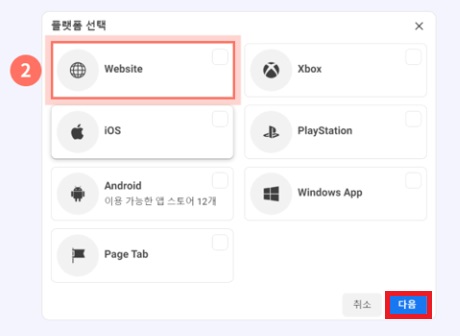 플랫폼 선택
2
Website
Xbox
iOS
PlayStation
Android
이용 가능한 앱 스토어 12개
Windows App
Page Tab
취소
다음